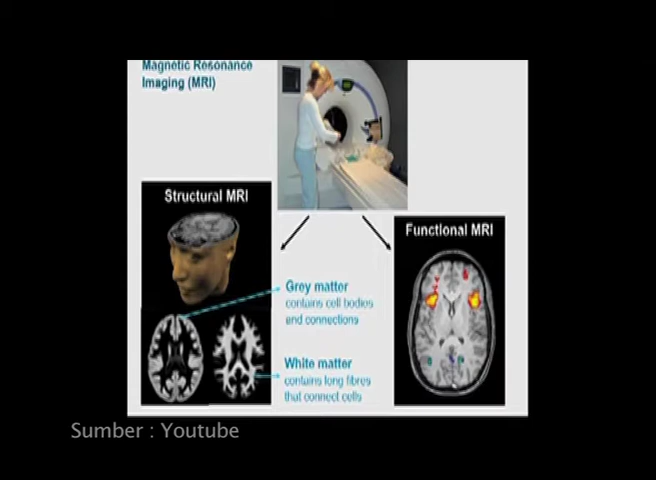 Magnetic Resonance
Imaging (MRI)
Structural MRI
Functional MRI
Grey matter
contains cell bodies
and connections
White matter
contains long fibres
that connect cells
Sumber : Youtube